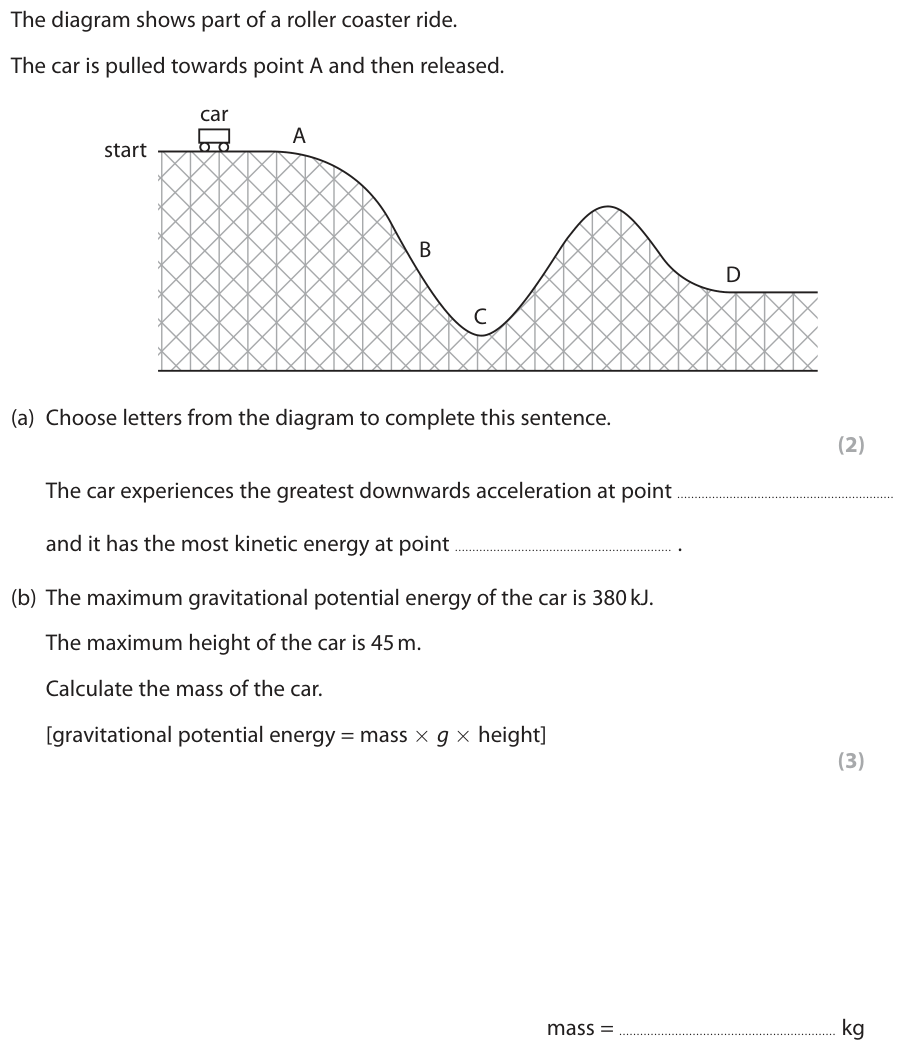 The diagram shows part of a roller coaster ride.
The car is pulled towards point A and then released.
car
A
start
B
D
C
(a) Choose letters from the diagram to complete this sentence.
(2)
The car experiences the greatest downwards acceleration at point
and it has the most kinetic energy at point .
(b) The maximum gravitational potential energy of the car is 380 kJ.
The maximum height of the car is 45 m.
Calculate the mass of the car.
[gravitational potential energy = mass × g × height]
(3)
mass = kg